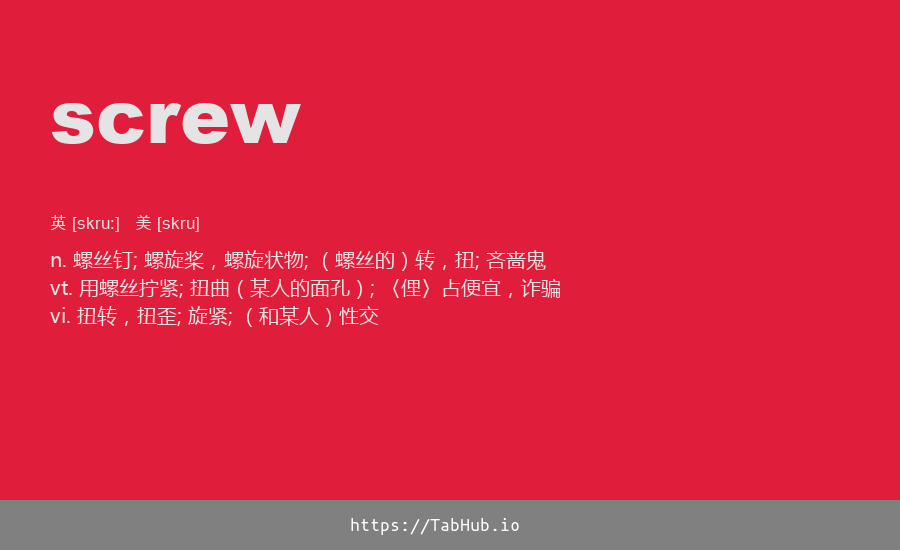 screw
英 [skru:] 美 [skru]
n. 螺丝钉; 螺旋桨，螺旋状物; （螺丝的）转，扭; 吝啬鬼
vt. 用螺丝拧紧; 扭曲（某人的面孔）; 〈俚〉占便宜，诈骗
vi. 扭转，扭歪; 旋紧; （和某人）性交
https://TabHub.io